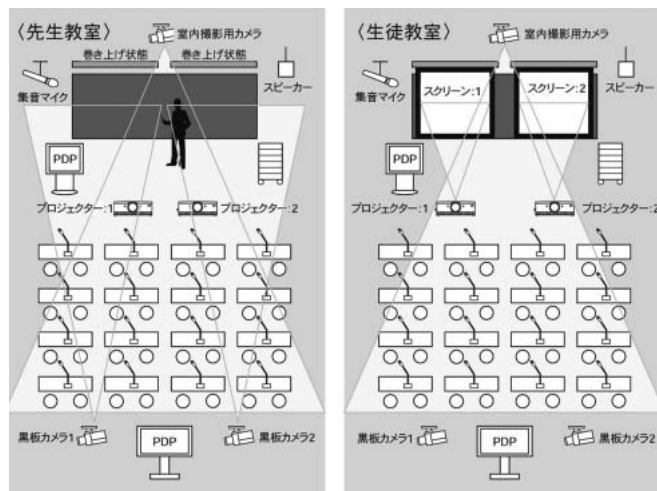 〈先生教室〉
室内撮影用カメラ
巻き上げ状態
巻き上げ状態
集音マイク
スピーカー
PDP
プロジェクター:1
プロジェクター:2
黒板カメラ1
PDP
黒板カメラ2
〈生徒教室〉
室内撮影用カメラ
集音マイク
スクリーン:1
スクリーン:2
スピーカー
PDP
プロジェクター:1
プロジェクター:2
黒板カメラ1
PDP
黒板カメラ2